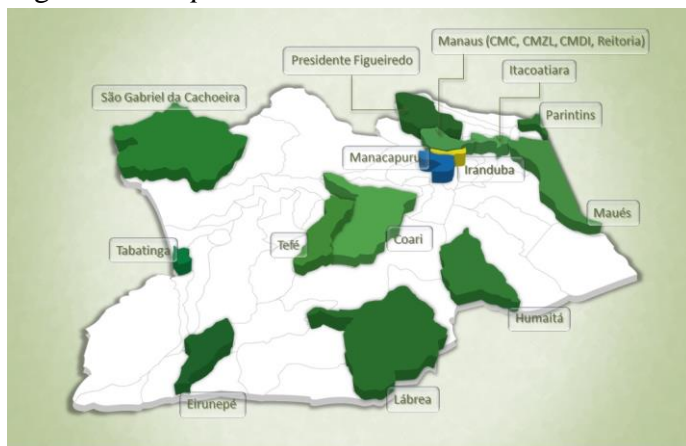 Manaus (CMC, CMZL, CMDI, Reitoria)
Presidente Figueiredo
Itacoatiara
São Gabriel da Cachoeira
Parintins
Manacapuru
Iranduba
Maués
Tabatinga
Tefé
Coari
Humaitá
Eirunepé
Lábrea